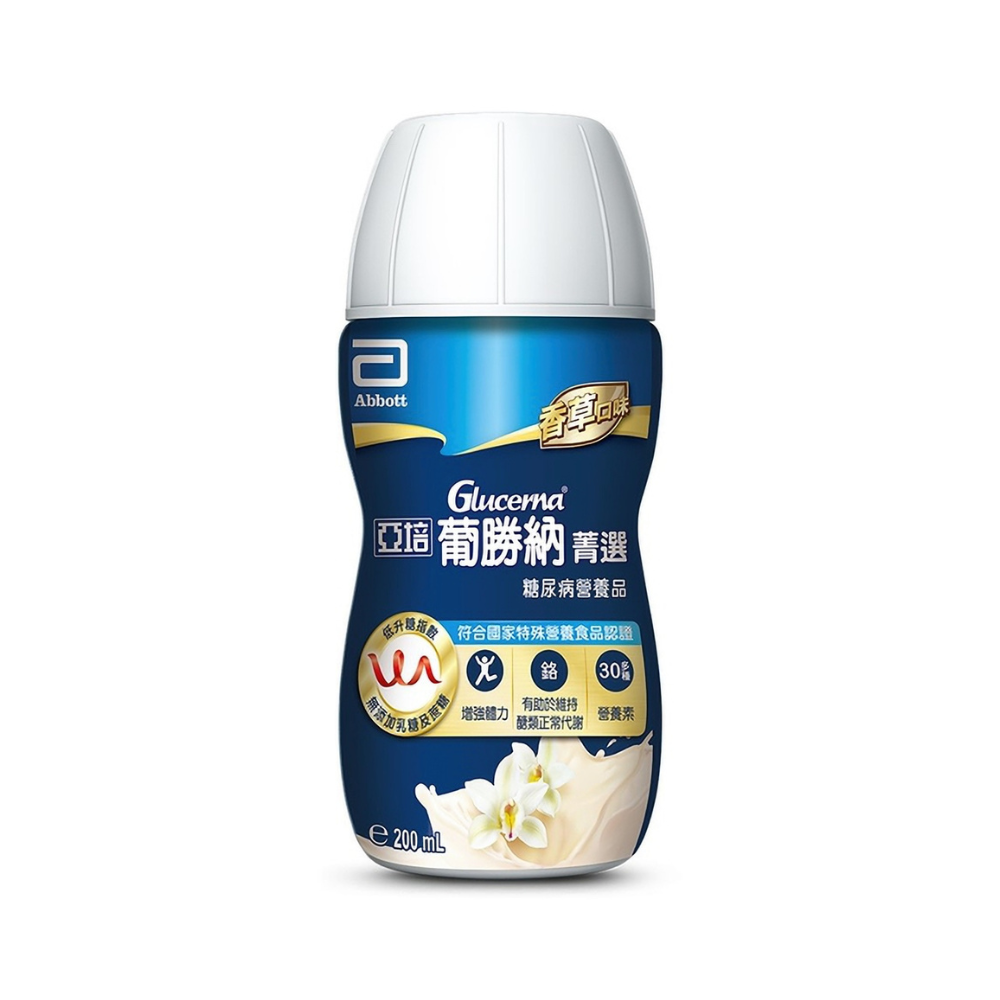 Abbott
香草口味
Glucerna®
亞培 葡勝納 菁選
糖尿病營養品
低升糖指數
無添加乳糖及蔗糖
符合國家特殊營養食品認證
增強體力
鉻
有助於維持
醣類正常代謝
30多種
營養素
e 200 mL